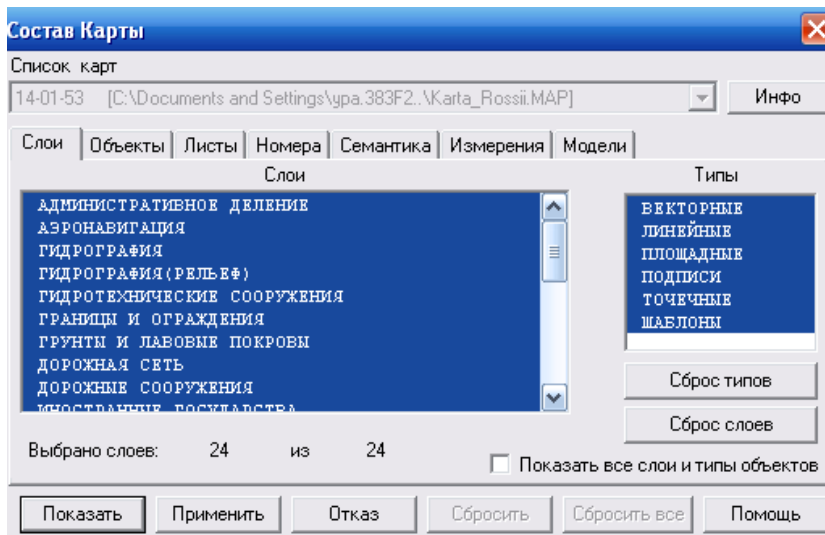 Состав Карты
Список карт
14-01-53 [C:\Documents and Settings\ура.383F2..\Karta_Rossii.MAP]
Инфо
Слои Объекты Листы Номера Семантика Измерения Модели
Слои
Типы
АДМИНИСТРАТИВНОЕ ДЕЛЕНИЕ
АЭРОНАВИГАЦИЯ
ГИДРОГРАФИЯ
ГИДРОГРАФИЯ(РЕЛЬЕФ)
ГИДРОТЕХНИЧЕСКИЕ СООРУЖЕНИЯ
ГРАНИЦЫ И ОГРАЖДЕНИЯ
ГРУНТЫ И ЛАВОВЫЕ ПОКРОВЫ
ДОРОЖНАЯ СЕТЬ
ДОРОЖНЫЕ СООРУЖЕНИЯ
ИНОСТРАННЫЕ ГОСУДАРСТВА
ВЕКТОРНЫЕ
ЛИНЕЙНЫЕ
ПЛОЩАДНЫЕ
ПОДПИСИ
ТОЧЕЧНЫЕ
ШАБЛОНЫ
Сброс типов
Сброс слоев
Выбрано слоев: 24 из 24
Показать все слои и типы объектов
Показать Применить Отказ Сбросить Сбросить все Помощь